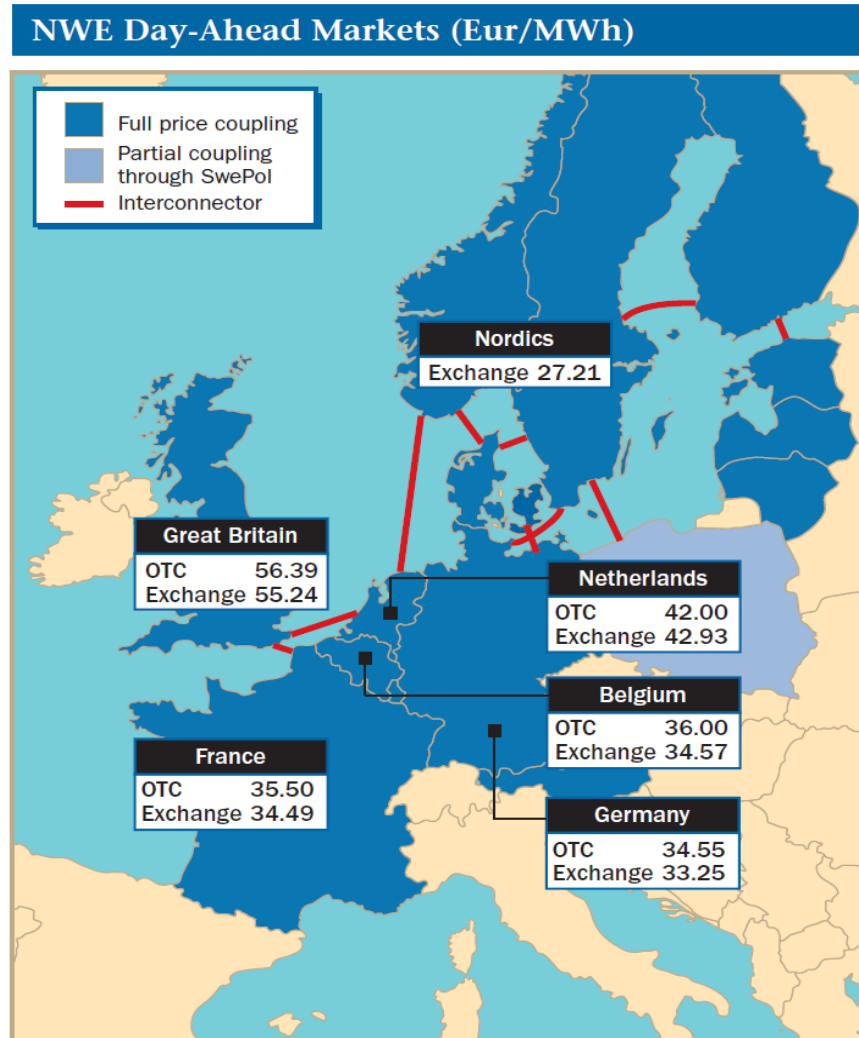 NWE Day-Ahead Markets (Eur/MWh)
Full price coupling
Partial coupling
through SwePol
Interconnector
Nordics
Exchange 27.21
Great Britain
OTC 56.39
Exchange 55.24
Netherlands
OTC 42.00
Exchange 42.93
Belgium
OTC 36.00
Exchange 34.57
France
OTC 35.50
Exchange 34.49
Germany
OTC 34.55
Exchange 33.25